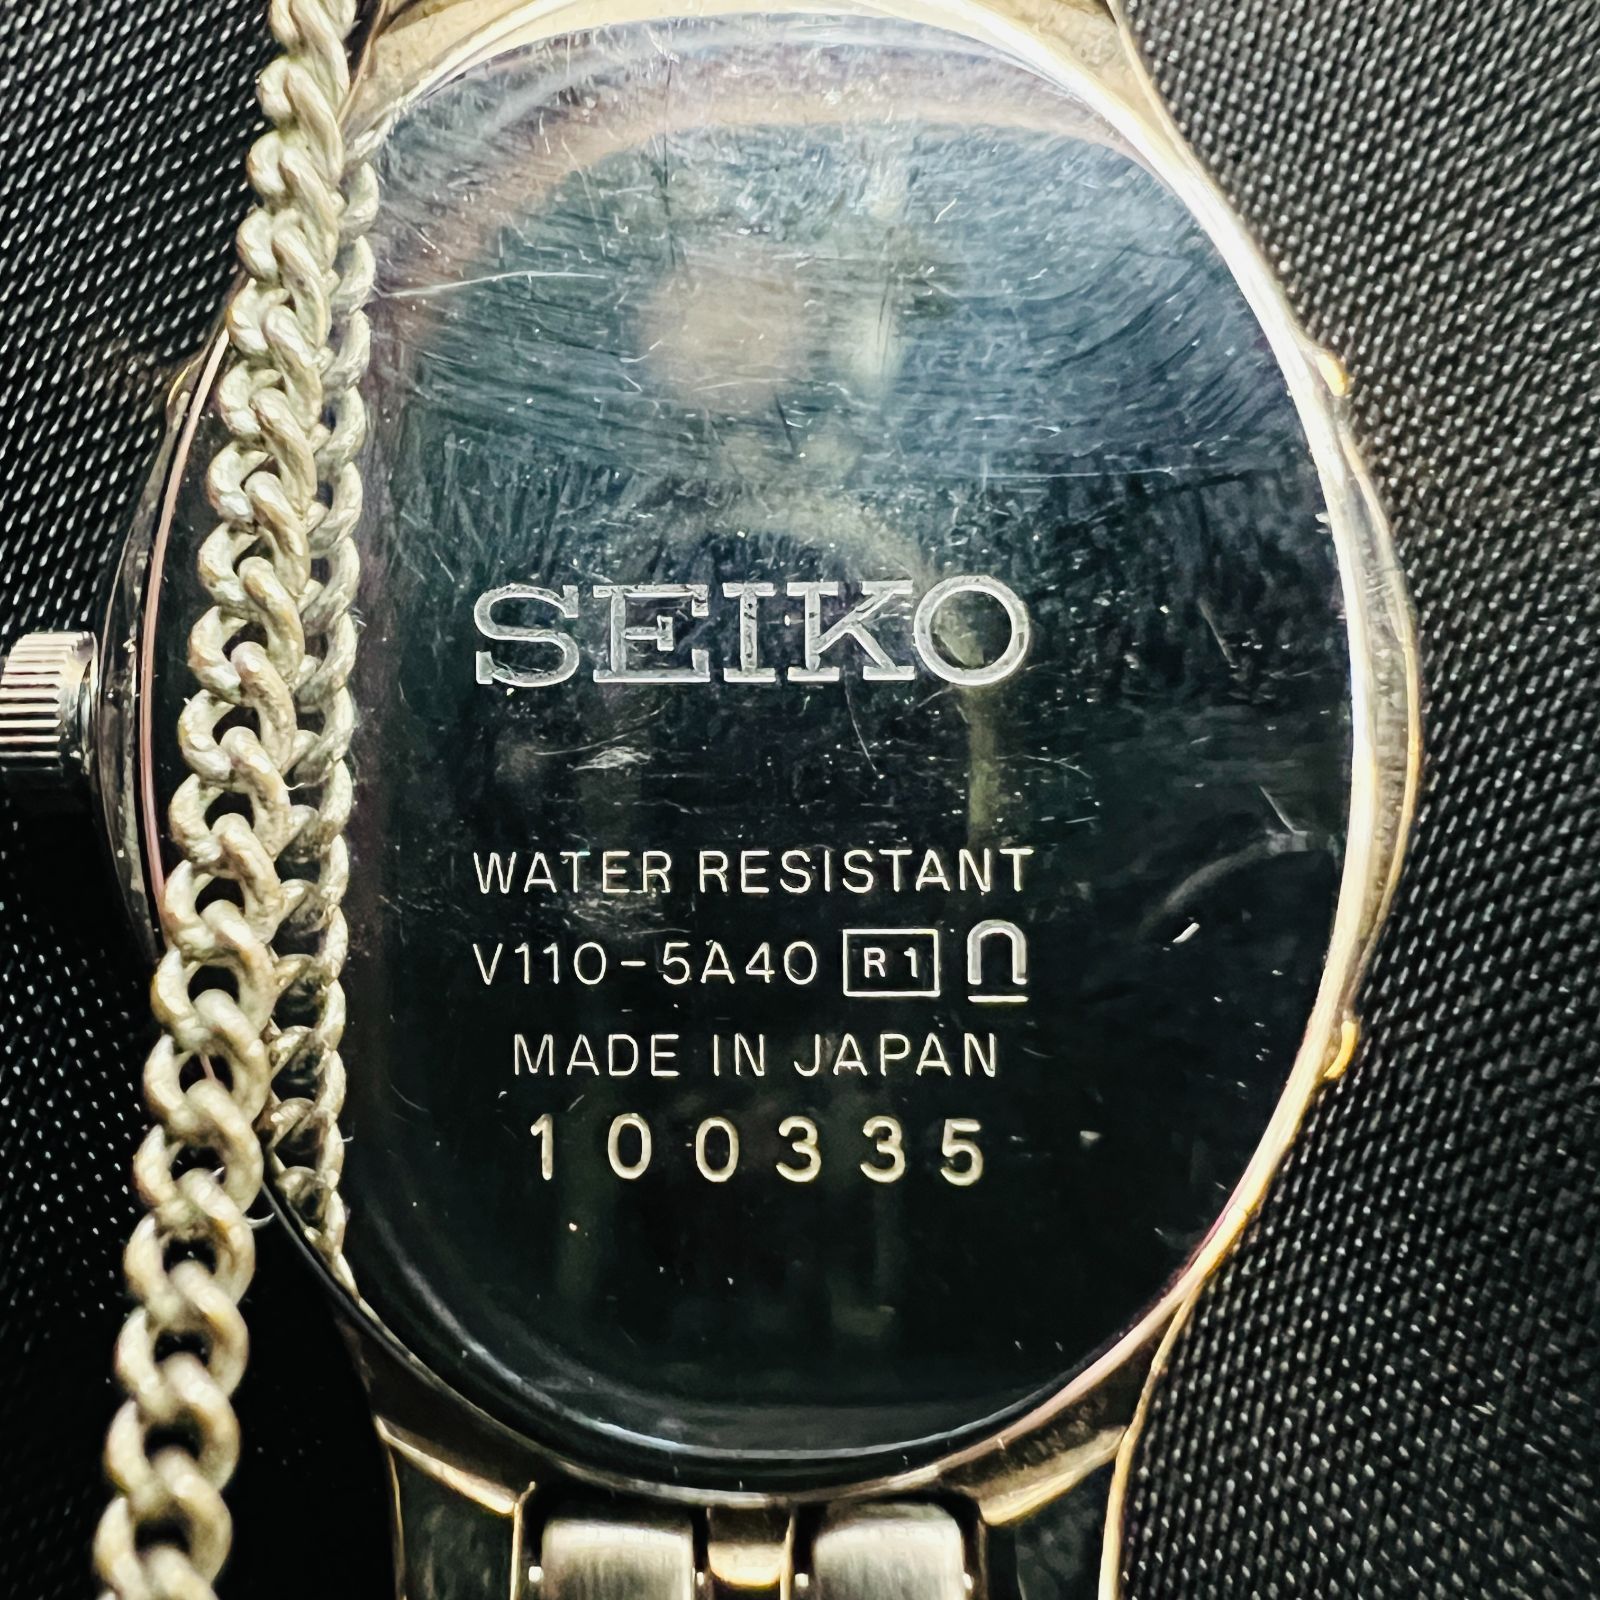 SEIKO
WATER RESISTANT
V110-5A40 R1
MADE IN JAPAN
100335